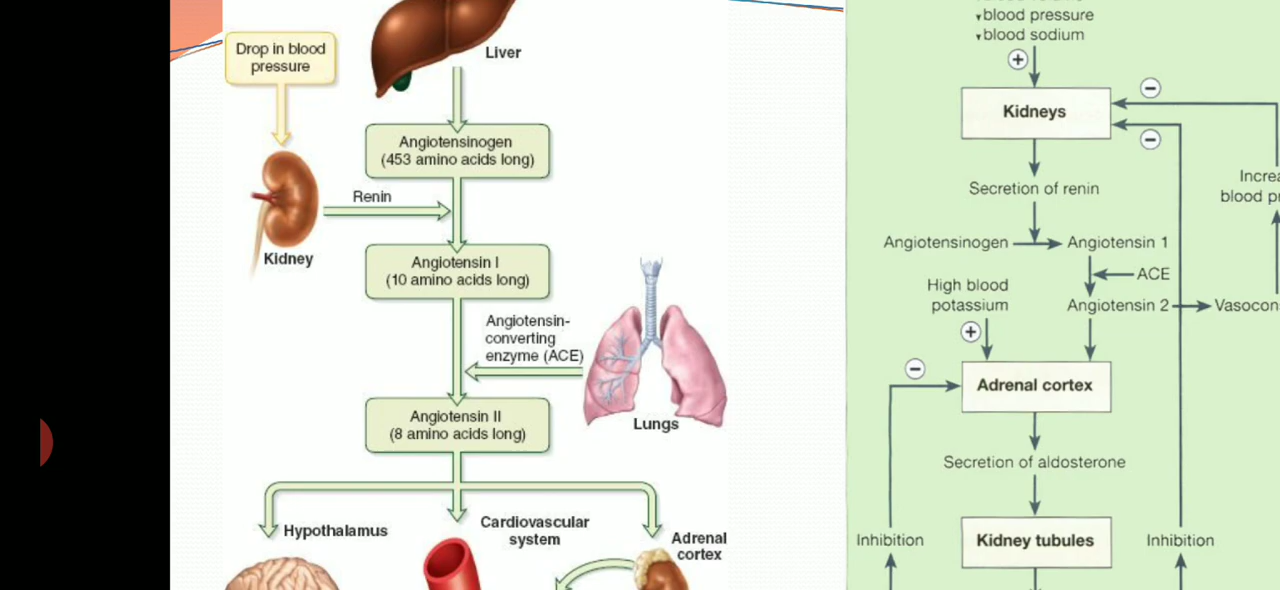 Drop in blood
pressure
Liver
Angiotensinogen
(453 amino acids long)
Renin
Kidney
Angiotensin I
(10 amino acids long)
Angiotensin-
converting
enzyme (ACE)
Lungs
Angiotensin II
(8 amino acids long)
Hypothalamus
Cardiovascular
system
Adrenal
cortex
blood pressure
blood sodium
+
−
Kidneys
−
Secretion of renin
blood
Angiotensinogen
Angiotensin 1
ACE
High blood
potassium
Angiotensin 2
+
−
Adrenal cortex
Secretion of aldosterone
Inhibition
Kidney tubules
Inhibition